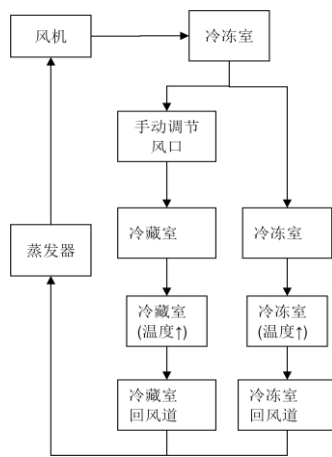 风机
冷冻室
手动调节
风口
冷藏室
冷冻室
蒸发器
冷藏室
(温度↑)
冷冻室
(温度↑)
冷藏室
回风道
冷冻室
回风道